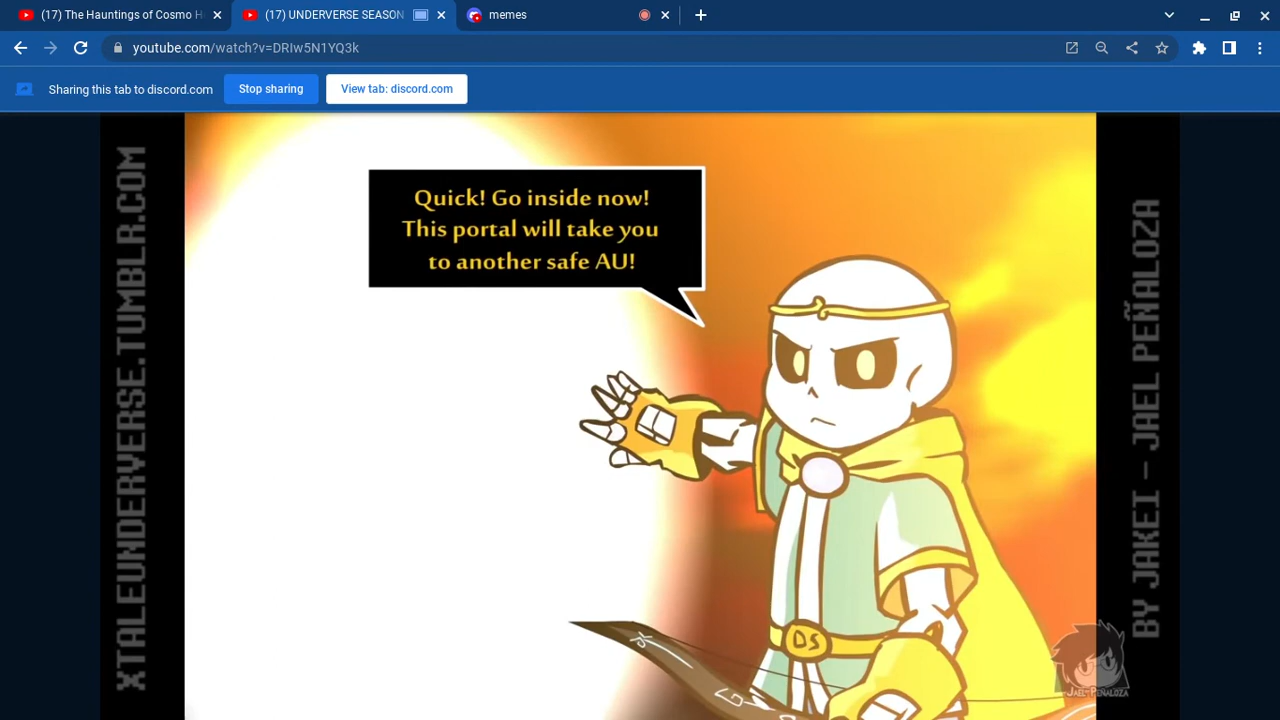 (17) The Hauntings of Cosmo H
(17) UNDERVERSE SEASON
memes
youtube.com/watch?v=DRIw5N1YQ3k
Sharing this tab to discord.com
Stop sharing
View tab: discord.com
XTALEUNDERVERSE.TUMBLR.COM
Quick! Go inside now!
This portal will take you
to another safe AU!
BY JAKEI - JAEL PEÑALOZA
DS
JAEL PEÑALOZA